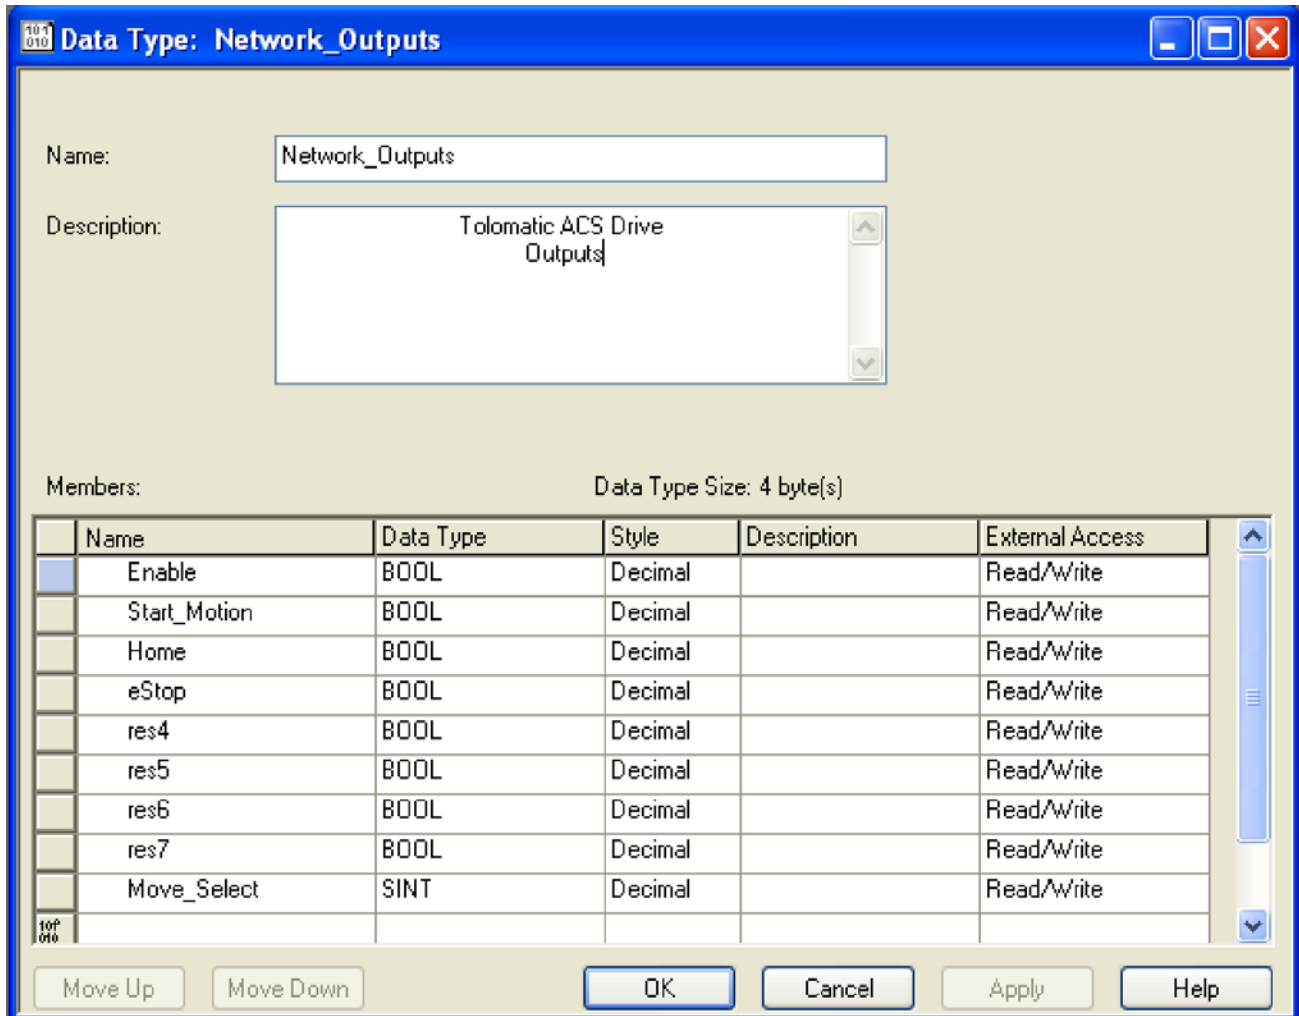 Data Type: Network_Outputs
Name: Network_Outputs
Description: Tolomatic ACS Drive
Outputs
Members: Data Type Size: 4 byte(s)
Name Data Type Style Description External Access
Enable BOOL Decimal Read/Write
Start_Motion BOOL Decimal Read/Write
Home BOOL Decimal Read/Write
eStop BOOL Decimal Read/Write
res4 BOOL Decimal Read/Write
res5 BOOL Decimal Read/Write
res6 BOOL Decimal Read/Write
res7 BOOL Decimal Read/Write
Move_Select SINT Decimal Read/Write
Move Up Move Down OK Cancel Apply Help